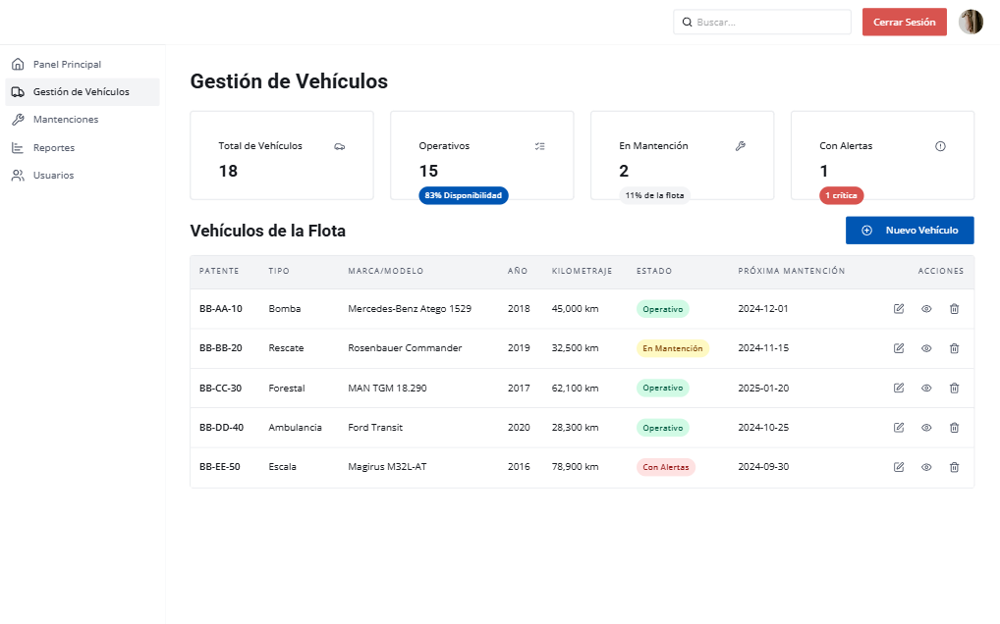 Buscar...
Cerrar Sesión
Panel Principal
Gestión de Vehículos
Mantenciones
Reportes
Usuarios
Gestión de Vehículos
Total de Vehículos
18
Operativos
15
83% Disponibilidad
En Mantención
2
11% de la flota
Con Alertas
1
1 crítica
Vehículos de la Flota
Nuevo Vehículo
PATENTE TIPO MARCA/MODELO AÑO KILOMETRAJE ESTADO PRÓXIMA MANTENCIÓN ACCIONES
BB-AA-10 Bomba Mercedes-Benz Atego 1529 2018 45,000 km Operativo 2024-12-01
BB-BB-20 Rescate Rosenbauer Commander 2019 32,500 km En Mantención 2024-11-15
BB-CC-30 Forestal MAN TGM 18.290 2017 62,100 km Operativo 2025-01-20
BB-DD-40 Ambulancia Ford Transit 2020 28,300 km Operativo 2024-10-25
BB-EE-50 Escala Magirus M32L-AT 2016 78,900 km Con Alertas 2024-09-30